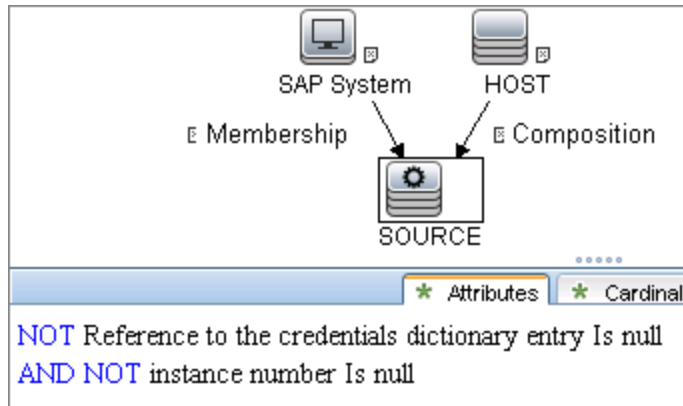 SAP System
HOST
Membership
Composition
SOURCE
Attributes
Cardinal
NOT Reference to the credentials dictionary entry Is null
AND NOT instance number Is null